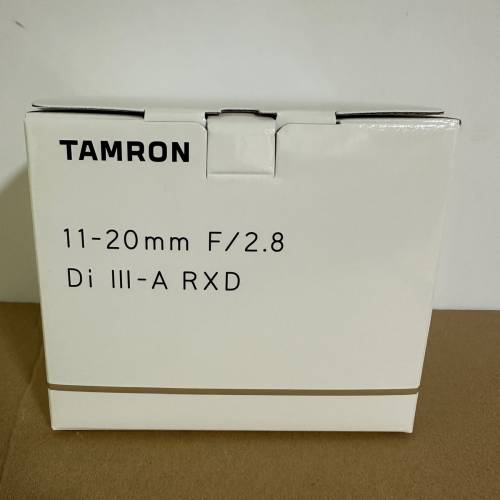 TAMRON
11-20mm F/2.8
Di III-A RXD